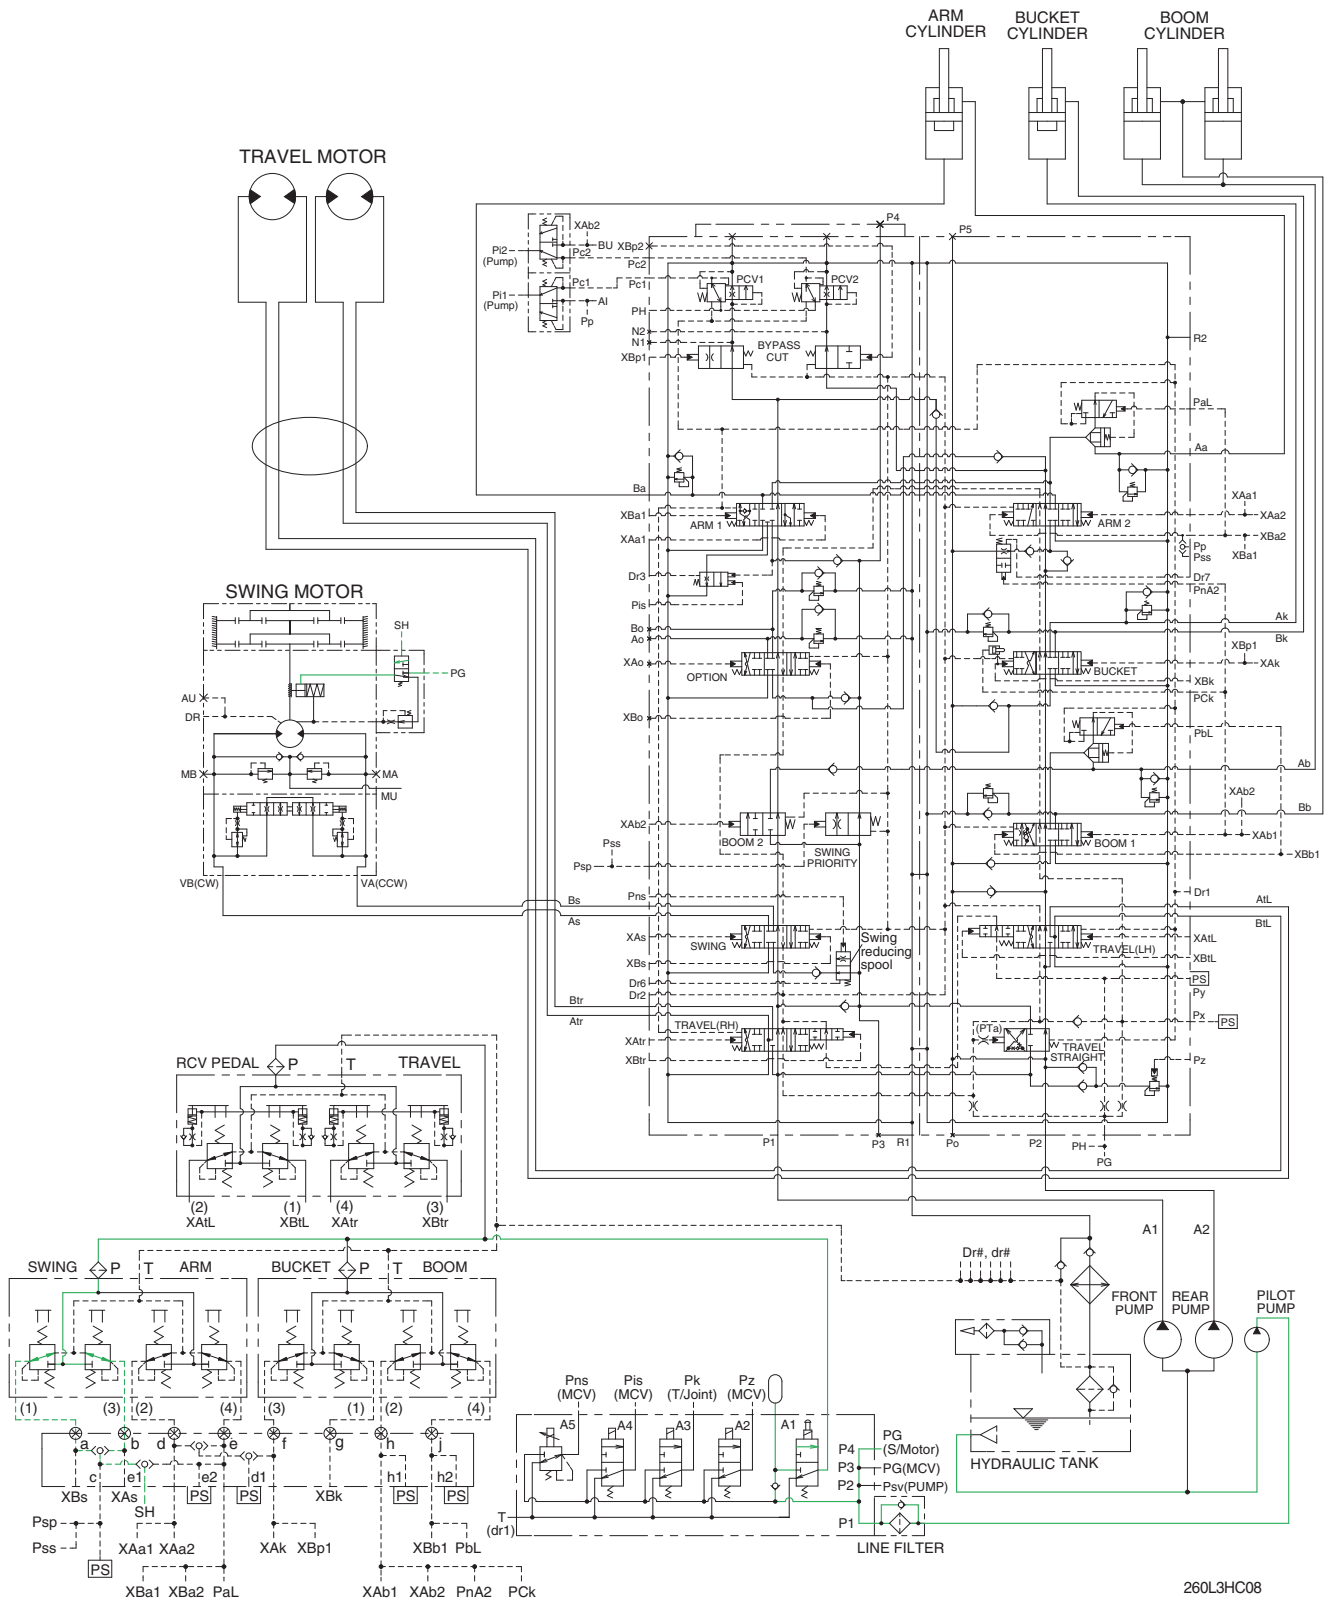 ARM
CYLINDER
BUCKET
CYLINDER
BOOM
CYLINDER
TRAVEL MOTOR
XAb2
BU
XBp2
P4
P5
Pi2
(Pump)
Pc2
Pc2
Pi1
(Pump)
Pc1
AI
Pp
Pc1
PCV1
PCV2
PH
N2
N1
XBp1
BYPASS
CUT
R2
PaL
Aa
Ba
XBa1
ARM 1
XAa1
XAa1
ARM 2
XAa2
XBa2
XBa1
Pp
Pss
Dr3
Dr7
Pis
PnA2
Bo
Ao
Ak
Bk
XAo
OPTION
XBp1
XAk
BUCKET
XBk
PCk
XBo
PbL
SWING MOTOR
SH
PG
AU
DR
MB
MA
MU
VB(CW)
VA(CCW)
Ab
XAb2
Bb
XAb2
BOOM 2
SWING
PRIORITY
BOOM 1
XAb1
XBb1
Pss
Psp
Pns
Dr1
Bs
As
AtL
BtL
XAs
SWING
Swing
reducing
spool
XBs
TRAVEL(LH)
XAtL
XBtL
Dr6
Dr2
PS
Py
Btr
Atr
TRAVEL(RH)
XAtr
XBtr
(PTa)
TRAVEL
STRAIGHT
Px
PS
Pz
P1
P3
R1
Po
P2
PH
PG
RCV PEDAL
P
T
TRAVEL
(2)
XAtL
(1)
XBtL
(4)
XAtr
(3)
XBtr
A1
A2
SWING
P
T
ARM
BUCKET
P
T
BOOM
Dr#, dr#
FRONT
PUMP
REAR
PUMP
PILOT
PUMP
HYDRAULIC TANK
(1)
(3)
(2)
(4)
(3)
(1)
(2)
(4)
a
b
d
e
f
g
h
j
c
e1
e2
d1
h1
h2
XBs
XAs
PS
PS
XBk
PS
PS
SH
Psp
Pss
PS
XAa1
XAa2
XAk
XBp1
XBb1
PbL
XBa1
XBa2
PaL
XAb1
XAb2
PnA2
PCk
Pns
(MCV)
Pis
(MCV)
Pk
(T/Joint)
Pz
(MCV)
A5
A4
A3
A2
A1
PG
P4
(S/Motor)
P3
PG(MCV)
P2
Psv(PUMP)
T
(dr1)
P1
LINE FILTER
260L3HC08